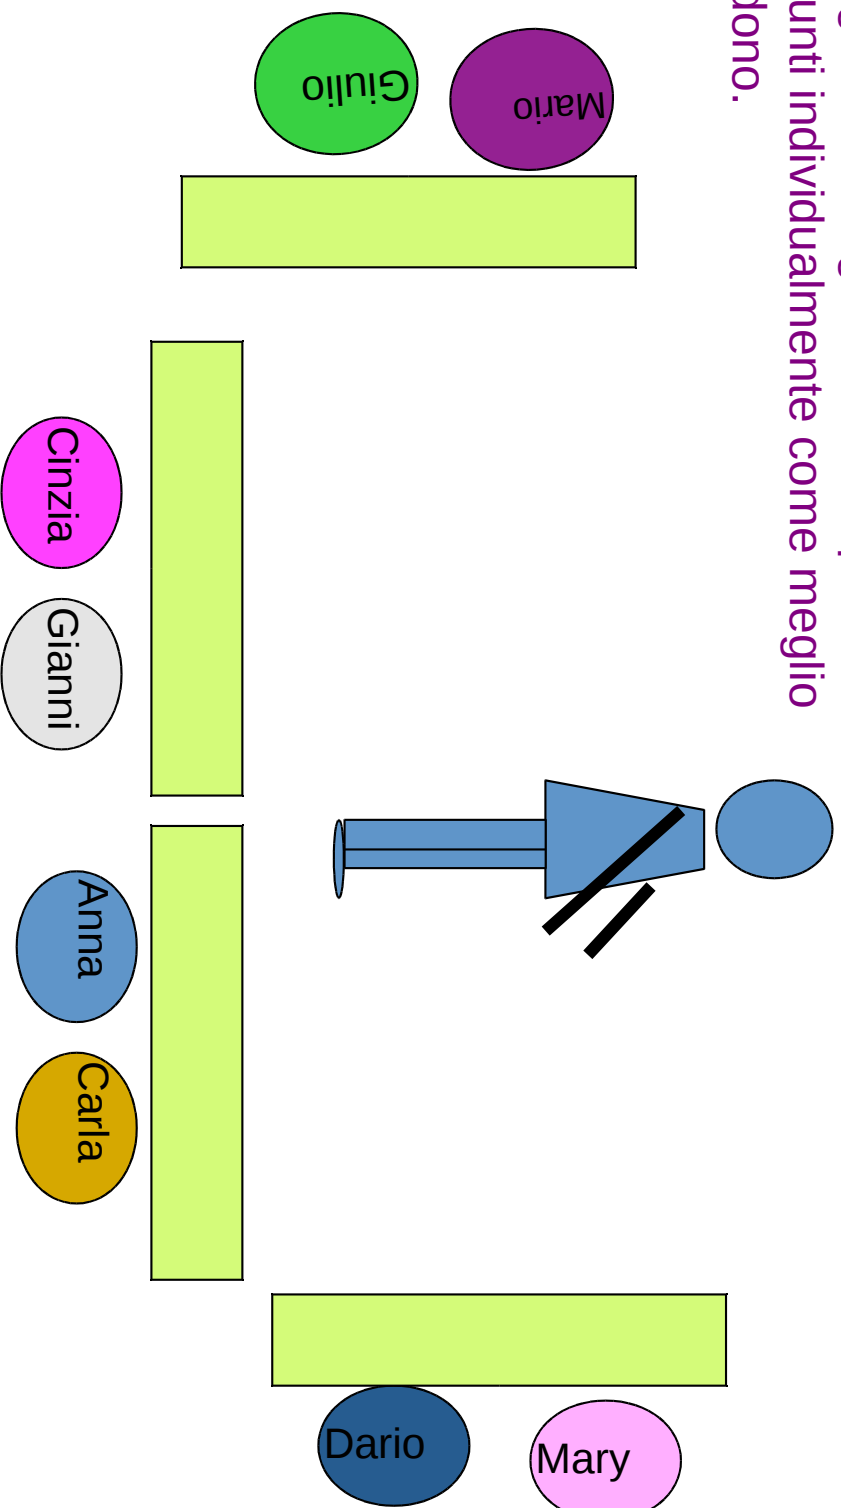 unti individualmente come meglio
dono.
Mario
Giulio
Cinzia
Gianni
Anna
Carla
Dario
Mary